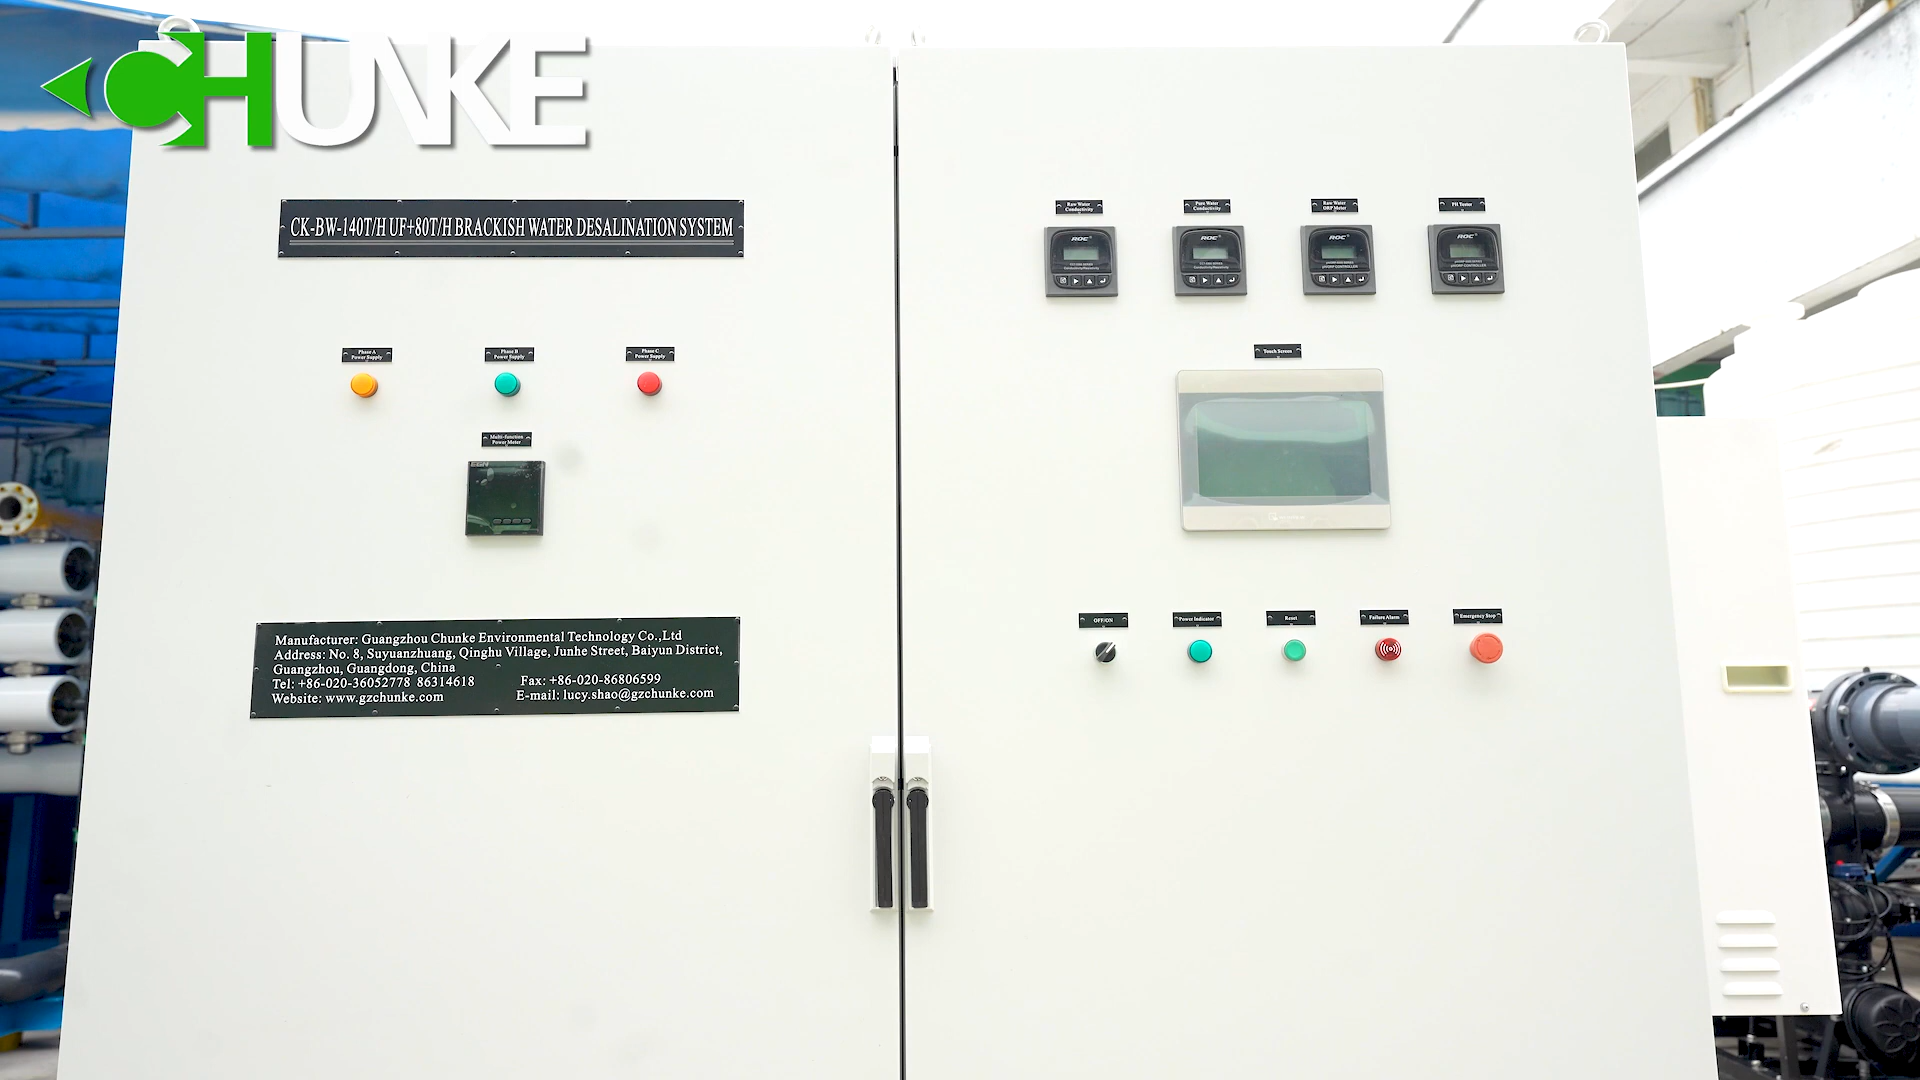 CHUNKE
CK-BW-140T/H UF+80T/H BRACKISH WATER DESALINATION SYSTEM
Phase A
Power Supply
Phase B
Power Supply
Phase C
Power Supply
Multi-function
Power Meter
Manufacturer: Guangzhou Chunke Environmental Technology Co.,Ltd
Address: No. 8, Suyuanzhuang, Qinghu Village, Junhe Street, Baiyun District,
Guangzhou, Guangdong, China
Tel: +86-020-36052778 86314618 Fax: +86-020-86806599
Website: www.gzchunke.com E-mail: lucy.shao@gzchunke.com
Raw Water
Conductivity
Pure Water
Conductivity
Raw Water
ORP Meter
PH Tester
ROC
ROC
ROC
ROC
Touch Screen
OFF/ON
Power Indicator
Reset
Failure Alarm
Emergency Stop